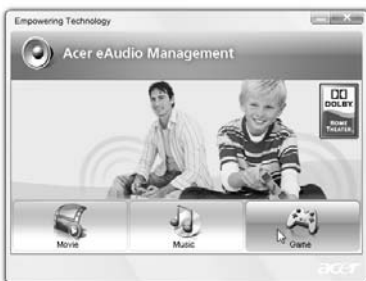 Empowering Technology
Acer eAudio Management
DOLBY
HOME
THEATER
Movie
Music
Game
acer